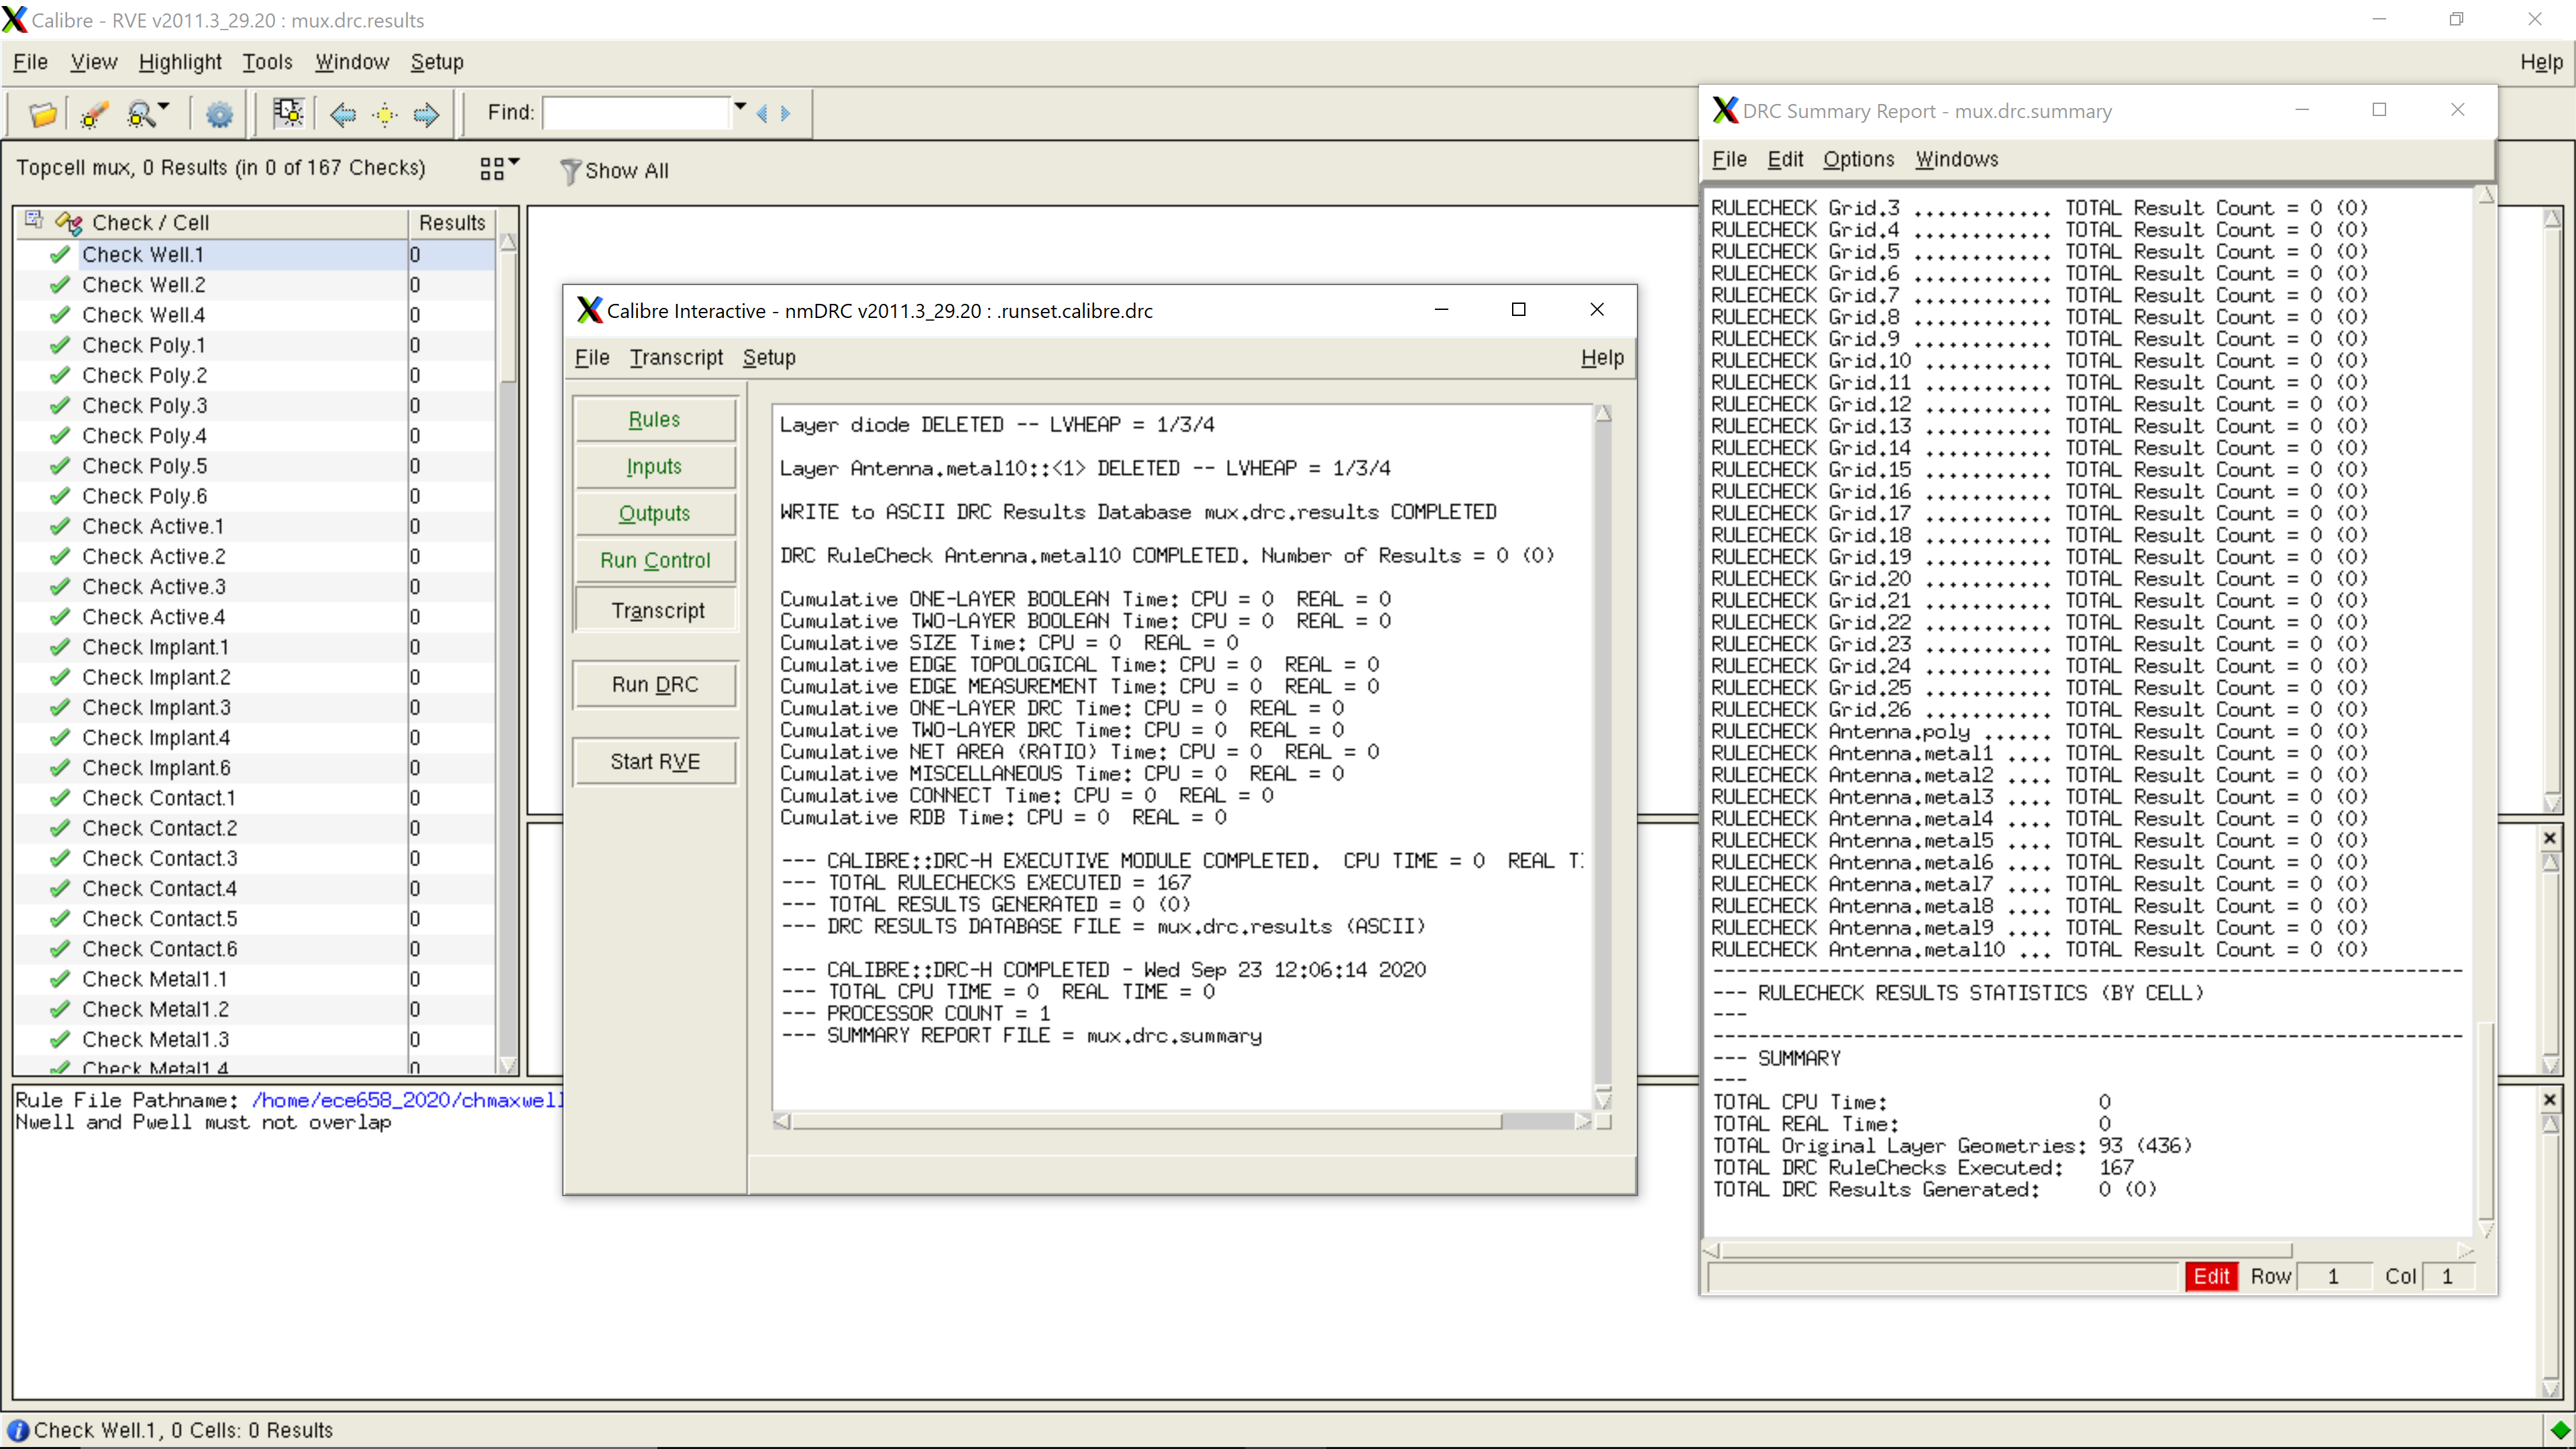 Calibre - RVE v2011.3_29.20 : mux.drc.results
File View Highlight Tools Window Setup Help
Find:
Topcell mux, 0 Results (in 0 of 167 Checks) Show All
Check / Cell Results
Check Well.1 0
Check Well.2 0
Check Well.4 0
Check Poly.1 0
Check Poly.2 0
Check Poly.3 0
Check Poly.4 0
Check Poly.5 0
Check Poly.6 0
Check Active.1 0
Check Active.2 0
Check Active.3 0
Check Active.4 0
Check Implant.1 0
Check Implant.2 0
Check Implant.3 0
Check Implant.4 0
Check Implant.6 0
Check Contact.1 0
Check Contact.2 0
Check Contact.3 0
Check Contact.4 0
Check Contact.5 0
Check Contact.6 0
Check Metal1.1 0
Check Metal1.2 0
Check Metal1.3 0
Check Metal1.4 0
Rule File Pathname: /home/ece658_2020/chmaxwell
Nwell and Pwell must not overlap
Check Well.1, 0 Cells: 0 Results
Calibre Interactive - nmDRC v2011.3_29.20 : .runset.calibre.drc
File Transcript Setup Help
Rules
Inputs
Outputs
Run Control
Transcript
Run DRC
Start RVE
Layer diode DELETED -- LVHEAP = 1/3/4
Layer Antenna.metal10::<1> DELETED -- LVHEAP = 1/3/4
WRITE to ASCII DRC Results Database mux.drc.results COMPLETED
DRC RuleCheck Antenna.metal10 COMPLETED. Number of Results = 0 (0)
Cumulative ONE-LAYER BOOLEAN Time: CPU = 0 REAL = 0
Cumulative TWO-LAYER BOOLEAN Time: CPU = 0 REAL = 0
Cumulative SIZE Time: CPU = 0 REAL = 0
Cumulative EDGE TOPOLOGICAL Time: CPU = 0 REAL = 0
Cumulative EDGE MEASUREMENT Time: CPU = 0 REAL = 0
Cumulative ONE-LAYER DRC Time: CPU = 0 REAL = 0
Cumulative TWO-LAYER DRC Time: CPU = 0 REAL = 0
Cumulative NET AREA (RATIO) Time: CPU = 0 REAL = 0
Cumulative MISCELLANEOUS Time: CPU = 0 REAL = 0
Cumulative CONNECT Time: CPU = 0 REAL = 0
Cumulative RDB Time: CPU = 0 REAL = 0
--- CALIBRE::DRC-H EXECUTIVE MODULE COMPLETED. CPU TIME = 0 REAL
--- TOTAL RULECHECKS EXECUTED = 167
--- TOTAL RESULTS GENERATED = 0 (0)
--- DRC RESULTS DATABASE FILE = mux.drc.results (ASCII)
--- CALIBRE::DRC-H COMPLETED - Wed Sep 23 12:06:14 2020
--- TOTAL CPU TIME = 0 REAL TIME = 0
--- PROCESSOR COUNT = 1
--- SUMMARY REPORT FILE = mux.drc.summary
DRC Summary Report - mux.drc.summary
File Edit Options Windows
RULECHECK Grid.3 ............ TOTAL Result Count = 0 (0)
RULECHECK Grid.4 ............ TOTAL Result Count = 0 (0)
RULECHECK Grid.5 ............ TOTAL Result Count = 0 (0)
RULECHECK Grid.6 ............ TOTAL Result Count = 0 (0)
RULECHECK Grid.7 ............ TOTAL Result Count = 0 (0)
RULECHECK Grid.8 ............ TOTAL Result Count = 0 (0)
RULECHECK Grid.9 ............ TOTAL Result Count = 0 (0)
RULECHECK Grid.10 ........... TOTAL Result Count = 0 (0)
RULECHECK Grid.11 ........... TOTAL Result Count = 0 (0)
RULECHECK Grid.12 ........... TOTAL Result Count = 0 (0)
RULECHECK Grid.13 ........... TOTAL Result Count = 0 (0)
RULECHECK Grid.14 ........... TOTAL Result Count = 0 (0)
RULECHECK Grid.15 ........... TOTAL Result Count = 0 (0)
RULECHECK Grid.16 ........... TOTAL Result Count = 0 (0)
RULECHECK Grid.17 ........... TOTAL Result Count = 0 (0)
RULECHECK Grid.18 ........... TOTAL Result Count = 0 (0)
RULECHECK Grid.19 ........... TOTAL Result Count = 0 (0)
RULECHECK Grid.20 ........... TOTAL Result Count = 0 (0)
RULECHECK Grid.21 ........... TOTAL Result Count = 0 (0)
RULECHECK Grid.22 ........... TOTAL Result Count = 0 (0)
RULECHECK Grid.23 ........... TOTAL Result Count = 0 (0)
RULECHECK Grid.24 ........... TOTAL Result Count = 0 (0)
RULECHECK Grid.25 ........... TOTAL Result Count = 0 (0)
RULECHECK Grid.26 ........... TOTAL Result Count = 0 (0)
RULECHECK Antenna.poly ...... TOTAL Result Count = 0 (0)
RULECHECK Antenna.metal1 .... TOTAL Result Count = 0 (0)
RULECHECK Antenna.metal2 .... TOTAL Result Count = 0 (0)
RULECHECK Antenna.metal3 .... TOTAL Result Count = 0 (0)
RULECHECK Antenna.metal4 .... TOTAL Result Count = 0 (0)
RULECHECK Antenna.metal5 .... TOTAL Result Count = 0 (0)
RULECHECK Antenna.metal6 .... TOTAL Result Count = 0 (0)
RULECHECK Antenna.metal7 .... TOTAL Result Count = 0 (0)
RULECHECK Antenna.metal8 .... TOTAL Result Count = 0 (0)
RULECHECK Antenna.metal9 .... TOTAL Result Count = 0 (0)
RULECHECK Antenna.metal10 ... TOTAL Result Count = 0 (0)
------------------------------------------------------------------
--- RULECHECK RESULTS STATISTICS (BY CELL)
---
------------------------------------------------------------------
--- SUMMARY
---
TOTAL CPU Time: 0
TOTAL REAL Time: 0
TOTAL Original Layer Geometries: 93 (436)
TOTAL DRC RuleChecks Executed: 167
TOTAL DRC Results Generated: 0 (0)
Edit Row 1 Col 1